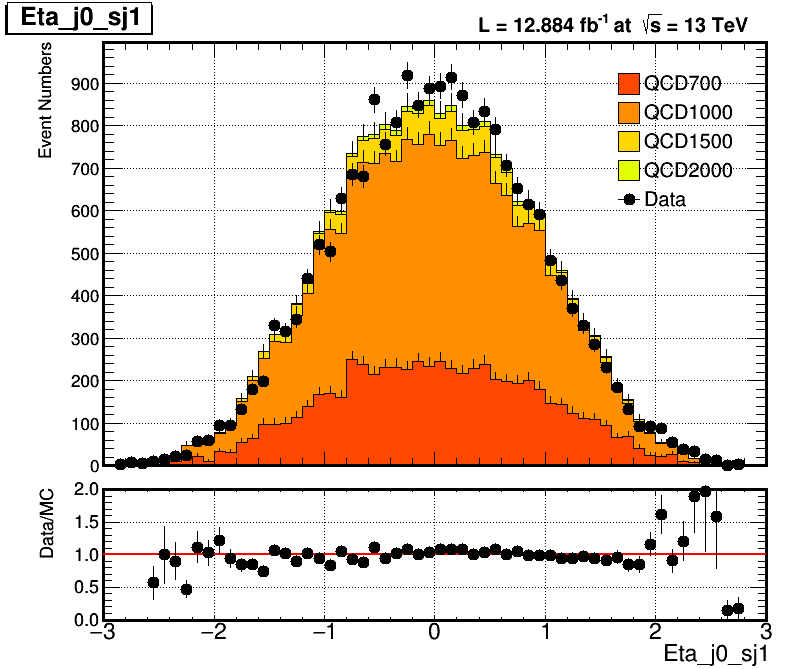 Eta_j0_sj1
L = 12.884 fb⁻¹ at √s = 13 TeV
Event Numbers
900
800
700
600
500
400
300
200
100
0
QCD700
QCD1000
QCD1500
QCD2000
Data
Data/MC
2.0
1.5
1.0
0.5
0.0
−3 −2 −1 0 1 2 3
Eta_j0_sj1